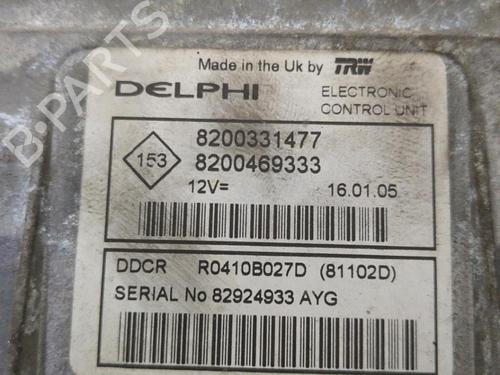 Made in the Uk by TRW
DELPHI ELECTRONIC
CONTROL UNIT
153
8200331477
8200469333
12V= 16.01.05
DDCR R0410B027D (81102D)
SERIAL No 82924933 AYG
B-PARTS